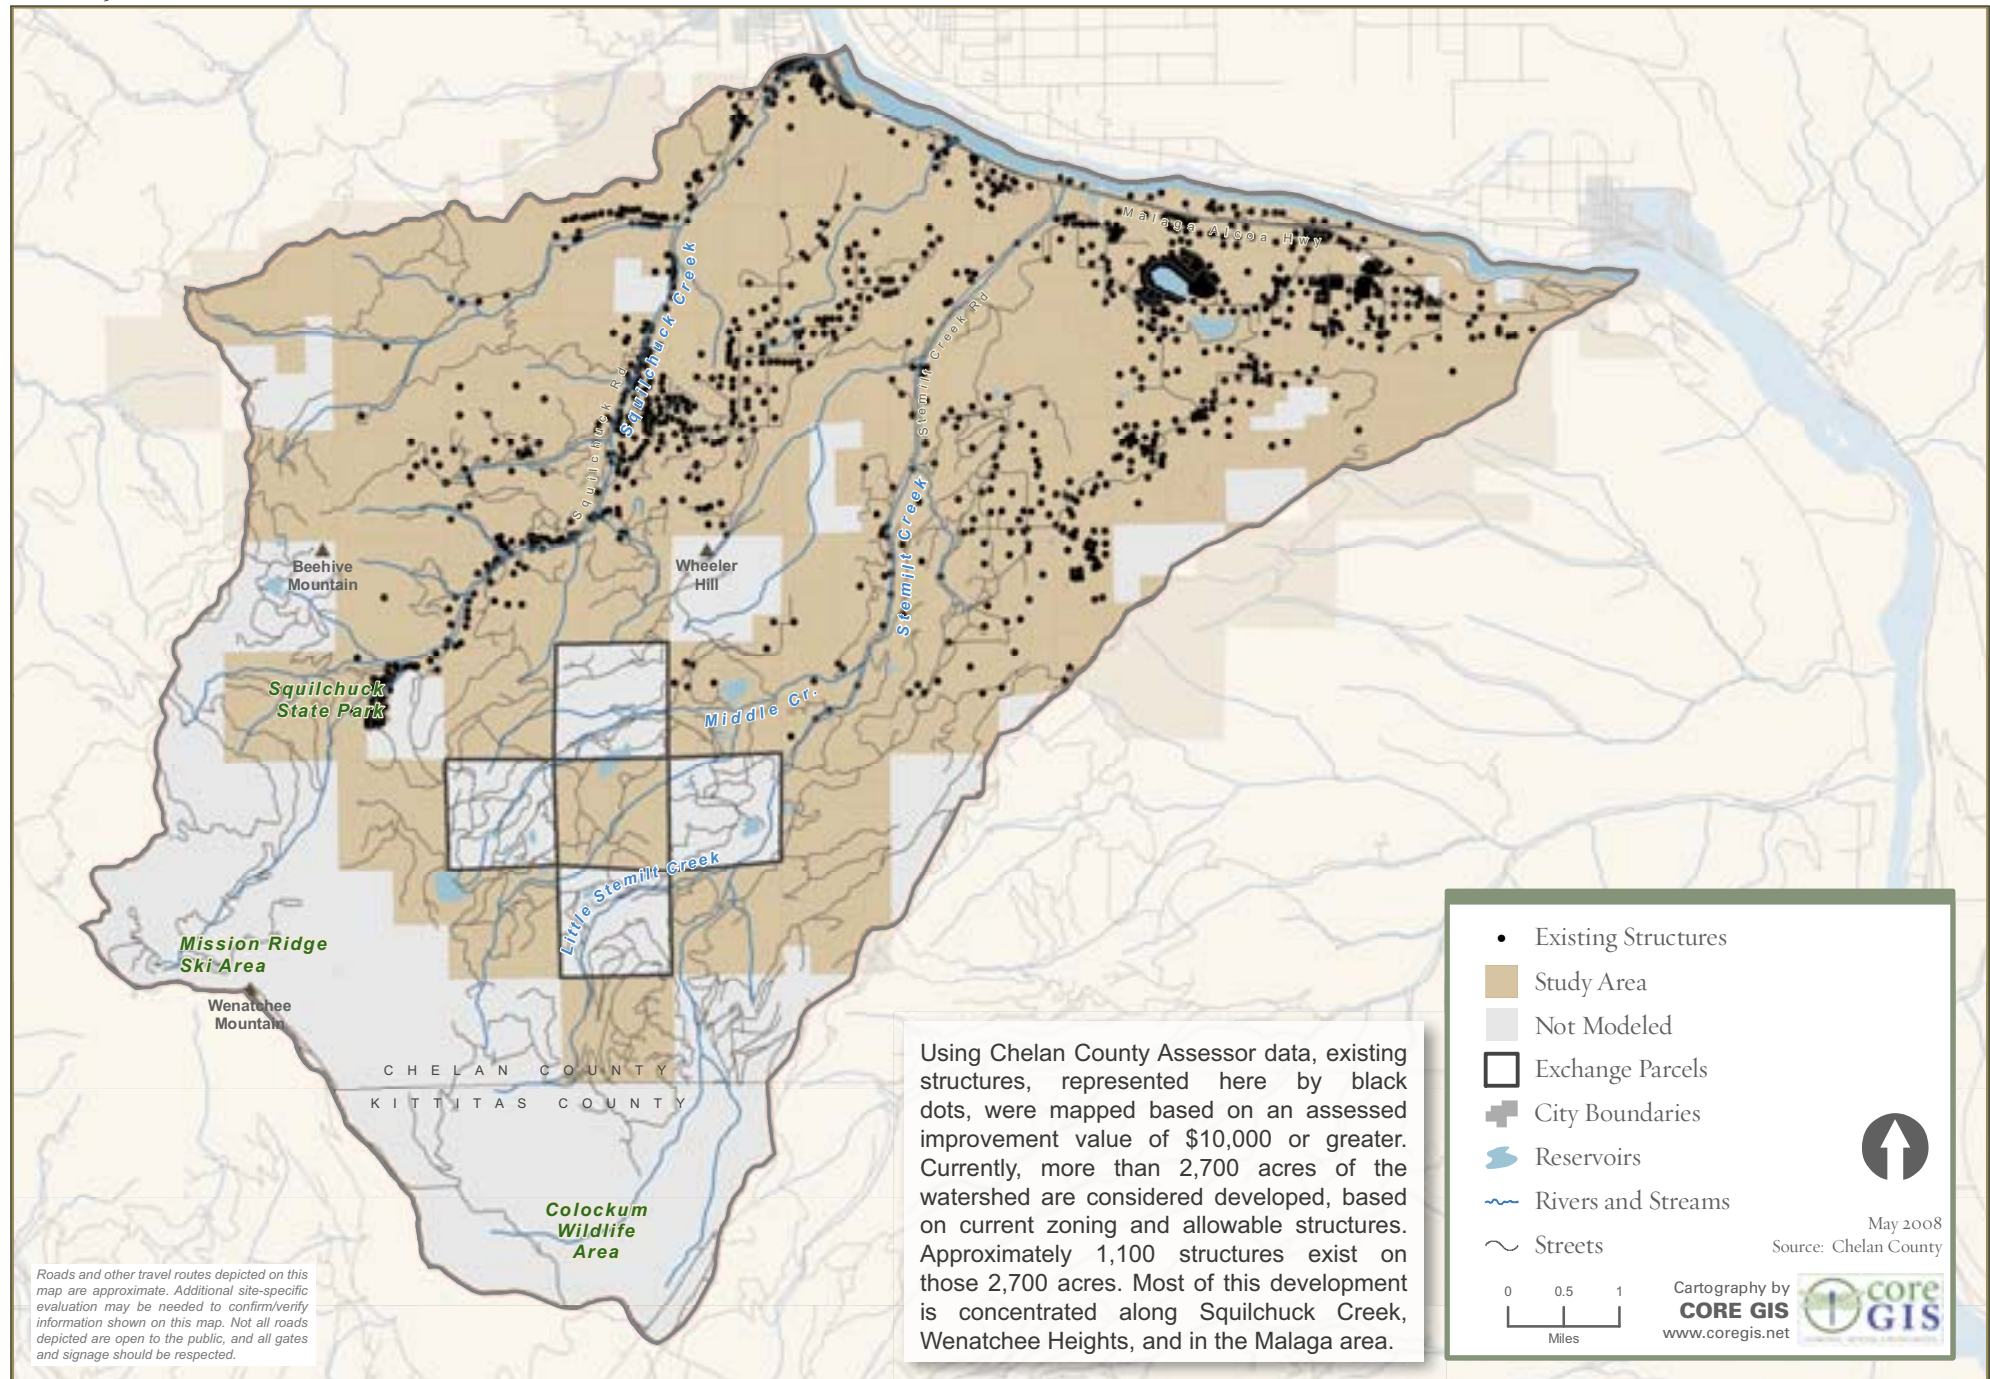 Malaga Alcoa Hwy
Squilchuck Creek
Stemilt Creek Rd
Squilchuck Rd
Squilchuck Creek
Stemilt Creek
Beehive
Mountain
Wheeler
Hill
Squilchuck
State Park
Middle Cr.
Little Stemilt Creek
Mission Ridge
Ski Area
Wenatchee
Mountain
CHELAN COUNTY
KITTITAS COUNTY
Colockum
Wildlife
Area
Roads and other travel routes depicted on this
map are approximate. Additional site-specific
evaluation may be needed to confirm/verify
information shown on this map. Not all roads
depicted are open to the public, and all gates
and signage should be respected.
Using Chelan County Assessor data, existing
structures, represented here by black
dots, were mapped based on an assessed
improvement value of $10,000 or greater.
Currently, more than 2,700 acres of the
watershed are considered developed, based
on current zoning and allowable structures.
Approximately 1,100 structures exist on
those 2,700 acres. Most of this development
is concentrated along Squilchuck Creek,
Wenatchee Heights, and in the Malaga area.
Existing Structures
Study Area
Not Modeled
Exchange Parcels
City Boundaries
Reservoirs
Rivers and Streams
Streets
May 2008
Source: Chelan County
0 0.5 1
Miles
Cartography by
CORE GIS
www.coregis.net
core
GIS